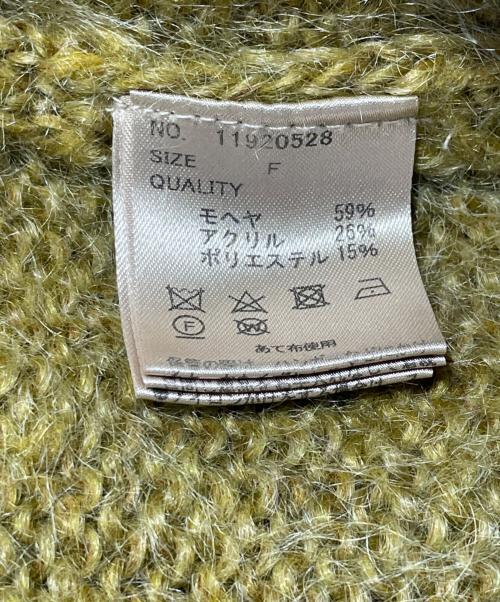 NO. 11920528
SIZE F
QUALITY
モヘヤ 59%
アクリル 26%
ポリエステル 15%
F W
あて布使用